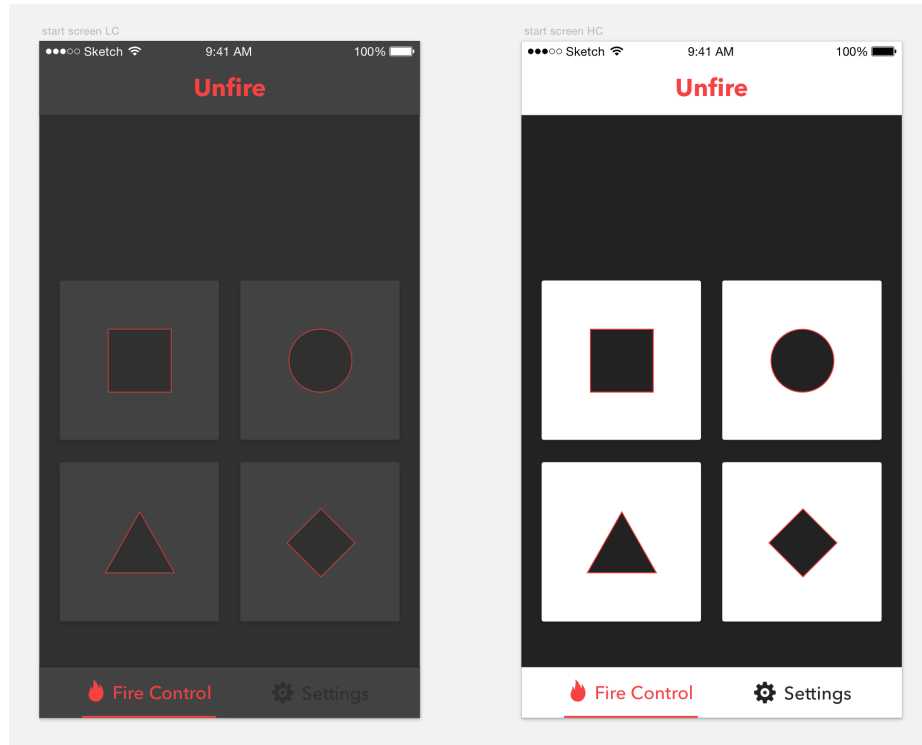 start screen LC
●●●○○ Sketch 9:41 AM 100%
Unfire
Fire Control Settings
start screen HC
●●●○○ Sketch 9:41 AM 100%
Unfire
Fire Control Settings